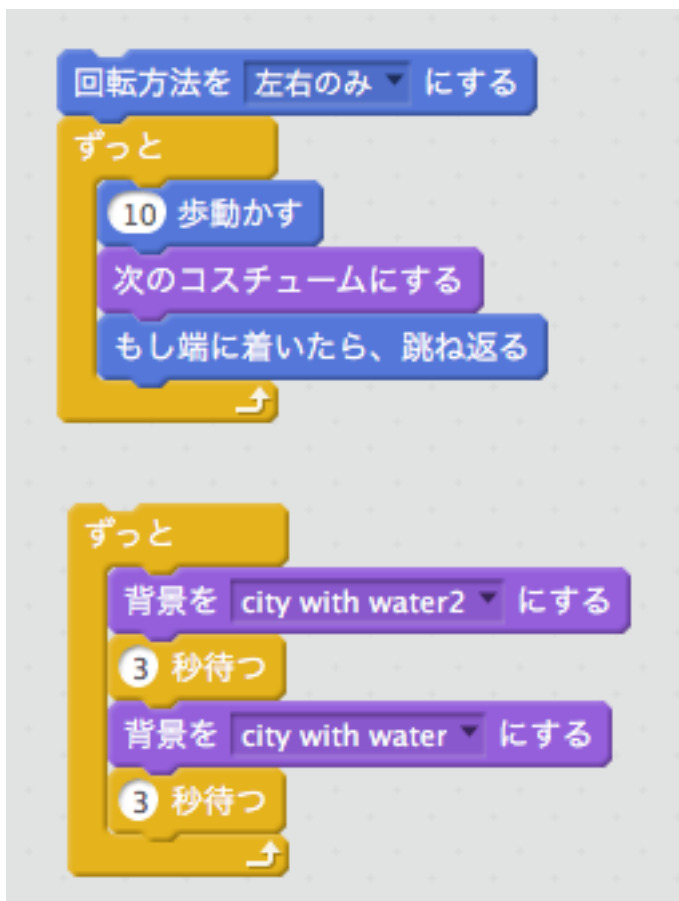 回転方法を 左右のみ にする
ずっと
10 歩動かす
次のコスチュームにする
もし端に着いたら、跳ね返る
ずっと
背景を city with water2 にする
3 秒待つ
背景を city with water にする
3 秒待つ